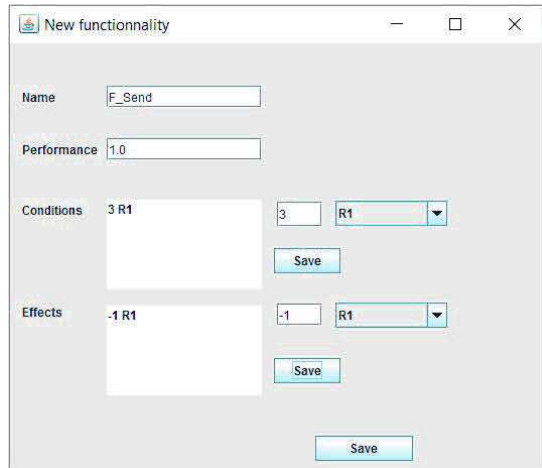 New functionnality
Name F_Send
Performance 1.0
Conditions 3 R1 3 R1
Save
Effects -1 R1 -1 R1
Save
Save